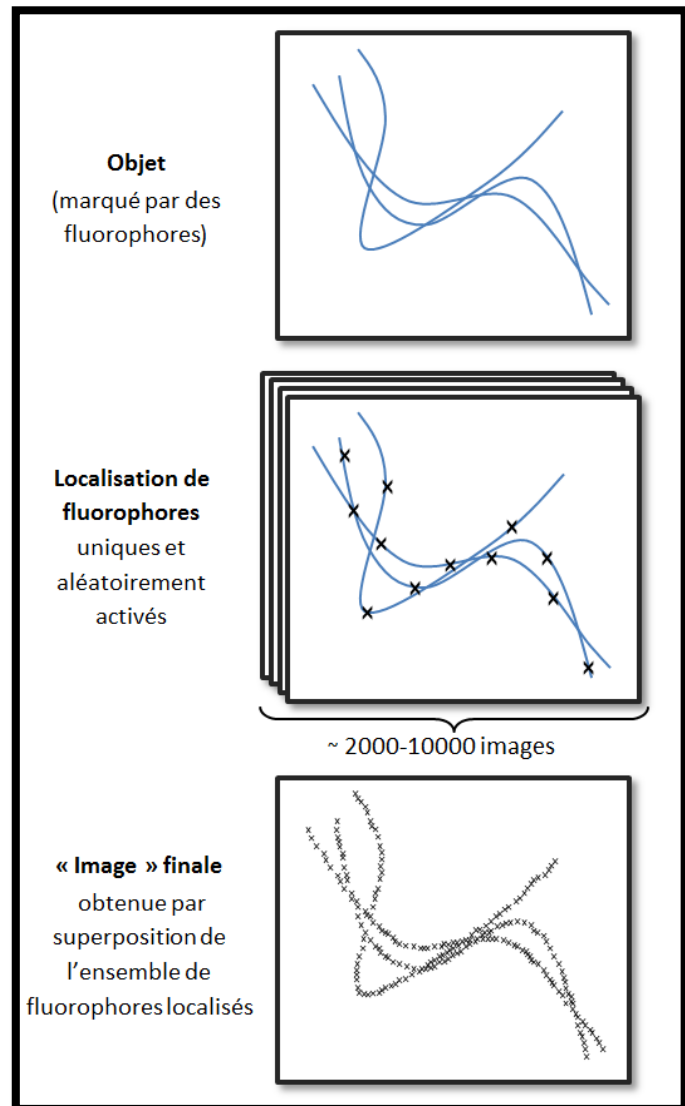 Objet
(marqué par des
fluorophores)
Localisation de
fluorophores
uniques et
aléatoirement
activés
~ 2000-10000 images
« Image » finale
obtenue par
superposition de
l'ensemble de
fluorophores localisés